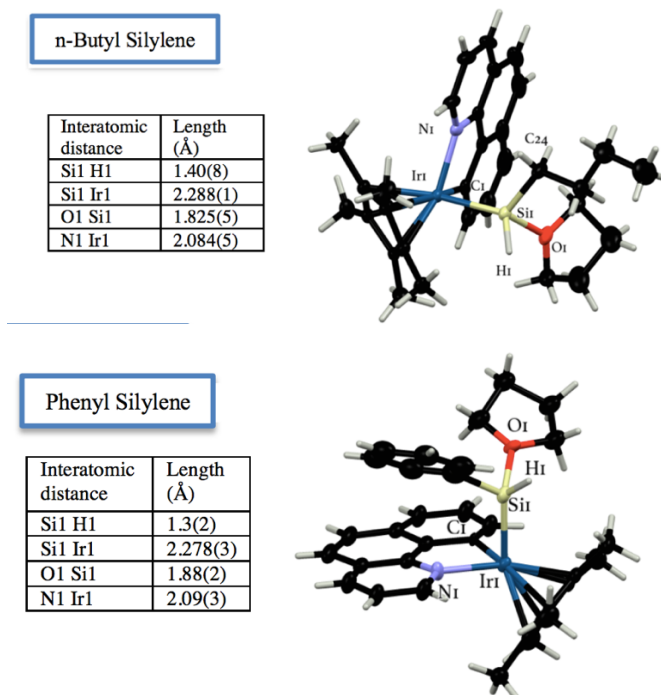 n-Butyl Silylene
Interatomic distance Length (Å)
Si1 H1 1.40(8)
Si1 Ir1 2.288(1)
O1 Si1 1.825(5)
N1 Ir1 2.084(5)
N1
C24
Ir1
C1
Si1
O1
H1
Phenyl Silylene
Interatomic distance Length (Å)
Si1 H1 1.3(2)
Si1 Ir1 2.278(3)
O1 Si1 1.88(2)
N1 Ir1 2.09(3)
O1
H1
Si1
C1
N1
Ir1